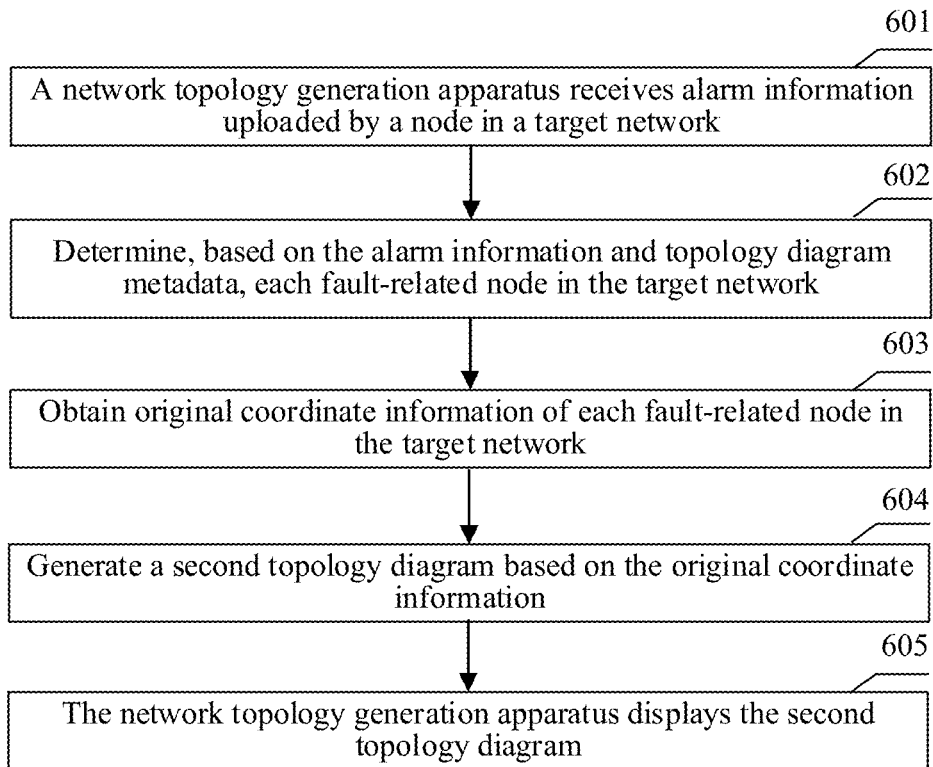 601
A network topology generation apparatus receives alarm information
uploaded by a node in a target network
602
Determine, based on the alarm information and topology diagram
metadata, each fault-related node in the target network
603
Obtain original coordinate information of each fault-related node in
the target network
604
Generate a second topology diagram based on the original coordinate
information
605
The network topology generation apparatus displays the second
topology diagram